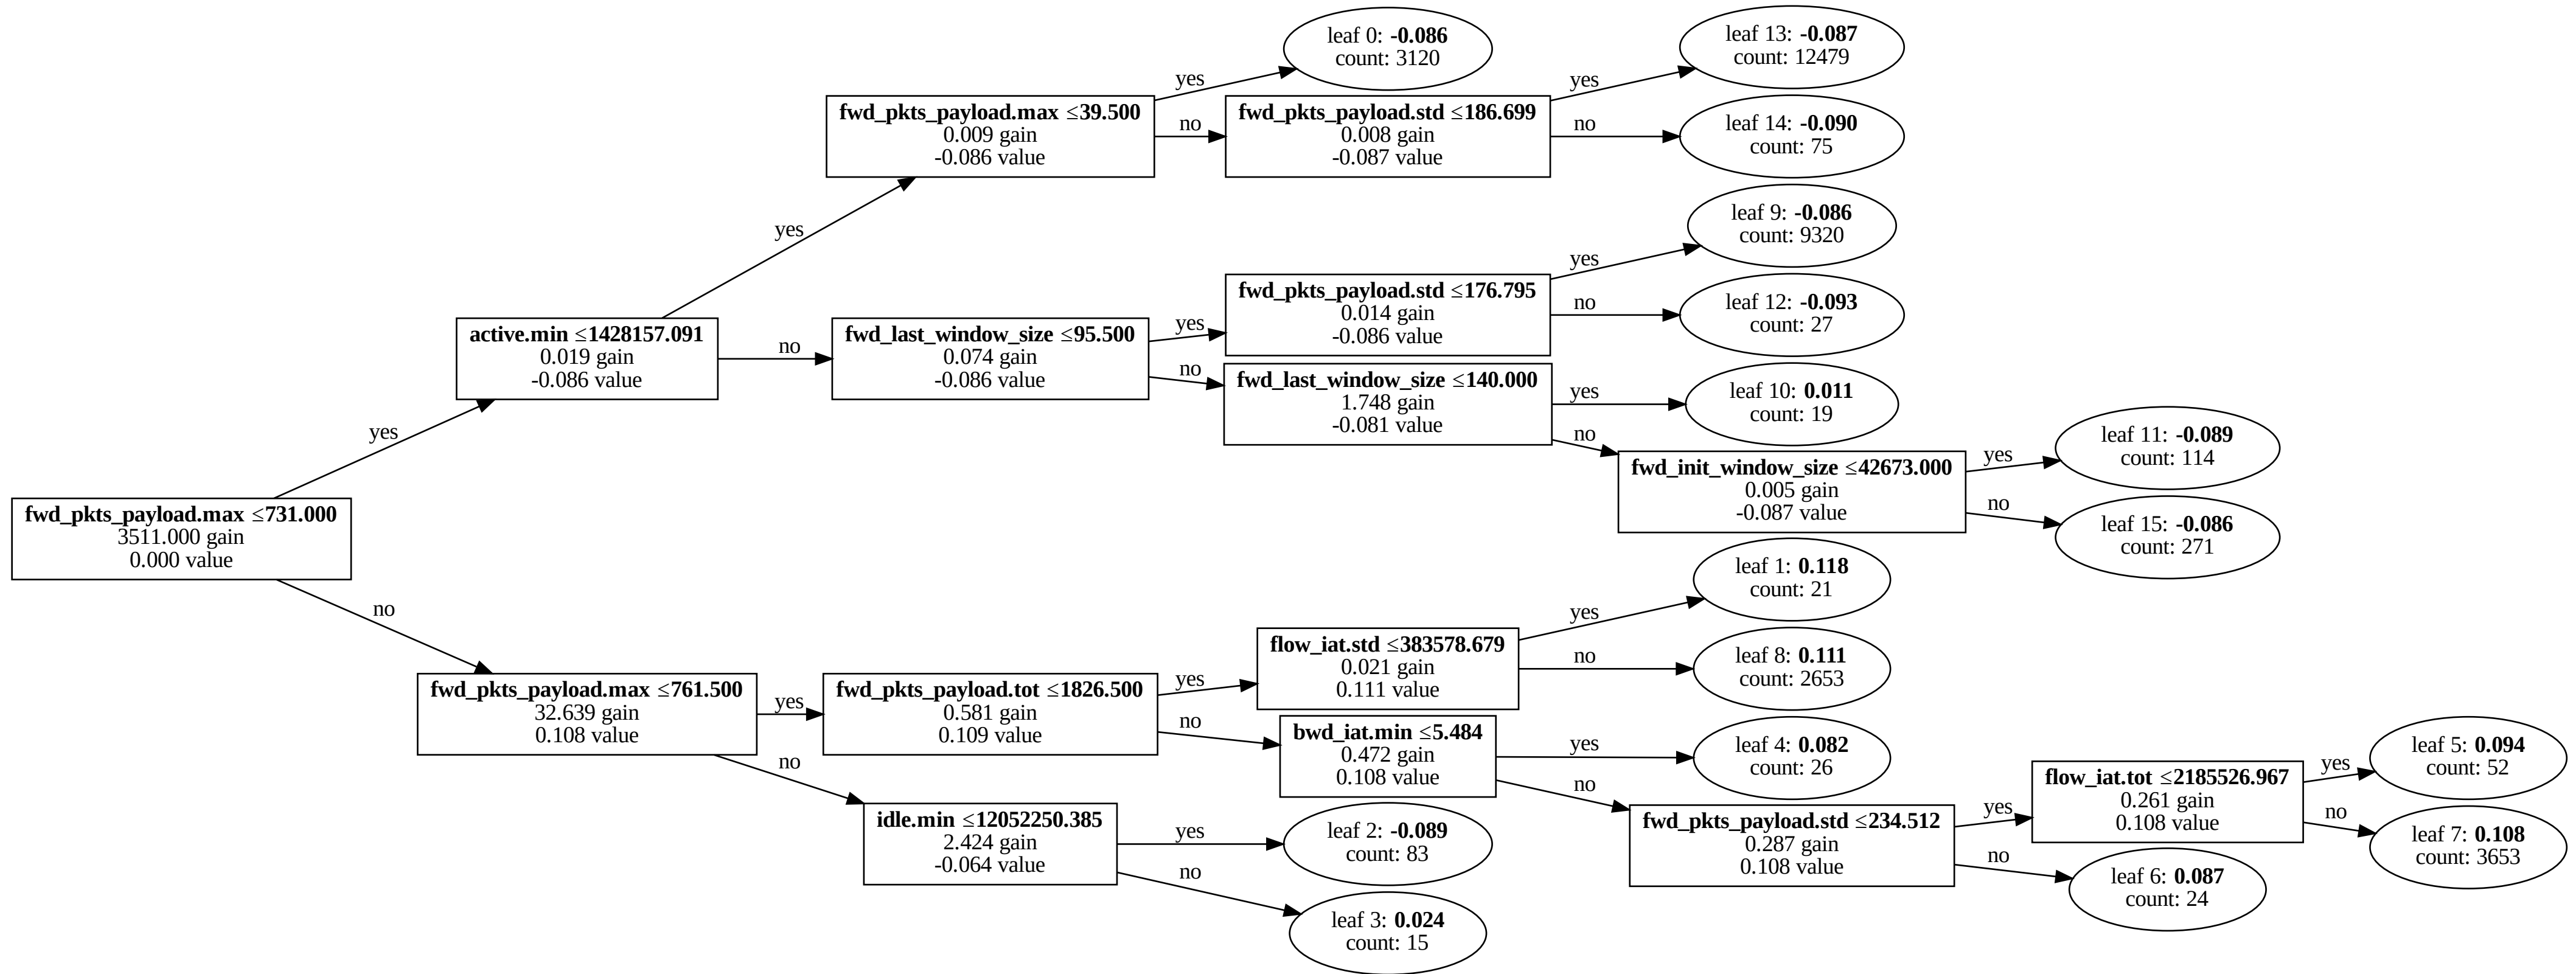 leaf 0: -0.086
count: 3120
leaf 13: -0.087
count: 12479
yes
yes
fwd_pkts_payload.max ≤39.500
0.009 gain
-0.086 value
no
fwd_pkts_payload.std ≤186.699
0.008 gain
-0.087 value
no
leaf 14: -0.090
count: 75
yes
leaf 9: -0.086
count: 9320
yes
fwd_pkts_payload.std ≤176.795
0.014 gain
-0.086 value
no
leaf 12: -0.093
count: 27
active.min ≤1428157.091
0.019 gain
-0.086 value
no
fwd_last_window_size ≤95.500
0.074 gain
-0.086 value
yes
no
fwd_last_window_size ≤140.000
1.748 gain
-0.081 value
yes
leaf 10: 0.011
count: 19
no
fwd_init_window_size ≤42673.000
0.005 gain
-0.087 value
yes
leaf 11: -0.089
count: 114
no
leaf 15: -0.086
count: 271
yes
fwd_pkts_payload.max ≤731.000
3511.000 gain
0.000 value
no
leaf 1: 0.118
count: 21
yes
flow_iat.std ≤383578.679
0.021 gain
0.111 value
no
leaf 8: 0.111
count: 2653
fwd_pkts_payload.max ≤761.500
32.639 gain
0.108 value
yes
fwd_pkts_payload.tot ≤1826.500
0.581 gain
0.109 value
yes
no
bwd_iat.min ≤5.484
0.472 gain
0.108 value
yes
leaf 4: 0.082
count: 26
no
fwd_pkts_payload.std ≤234.512
0.287 gain
0.108 value
yes
flow_iat.tot ≤2185526.967
0.261 gain
0.108 value
yes
leaf 5: 0.094
count: 52
no
leaf 7: 0.108
count: 3653
no
leaf 6: 0.087
count: 24
no
idle.min ≤12052250.385
2.424 gain
-0.064 value
yes
leaf 2: -0.089
count: 83
no
leaf 3: 0.024
count: 15